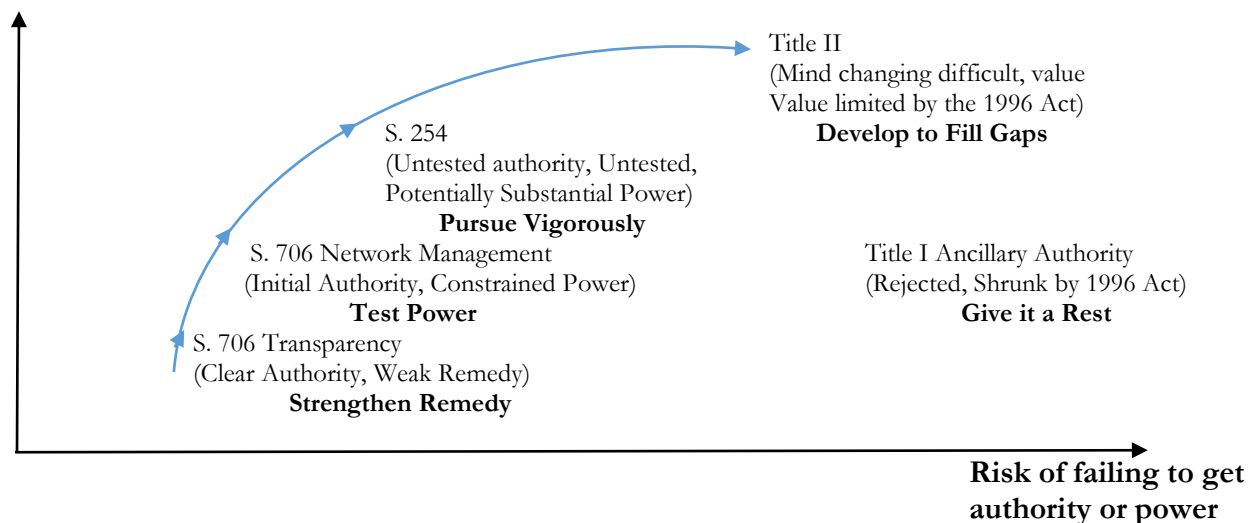 Title II
(Mind changing difficult, value
Value limited by the 1996 Act)
Develop to Fill Gaps
S. 254
(Untested authority, Untested,
Potentially Substantial Power)
Pursue Vigorously
S. 706 Network Management
(Initial Authority, Constrained Power)
Test Power
Title I Ancillary Authority
(Rejected, Shrunk by 1996 Act)
Give it a Rest
S. 706 Transparency
(Clear Authority, Weak Remedy)
Strengthen Remedy
Risk of failing to get
authority or power